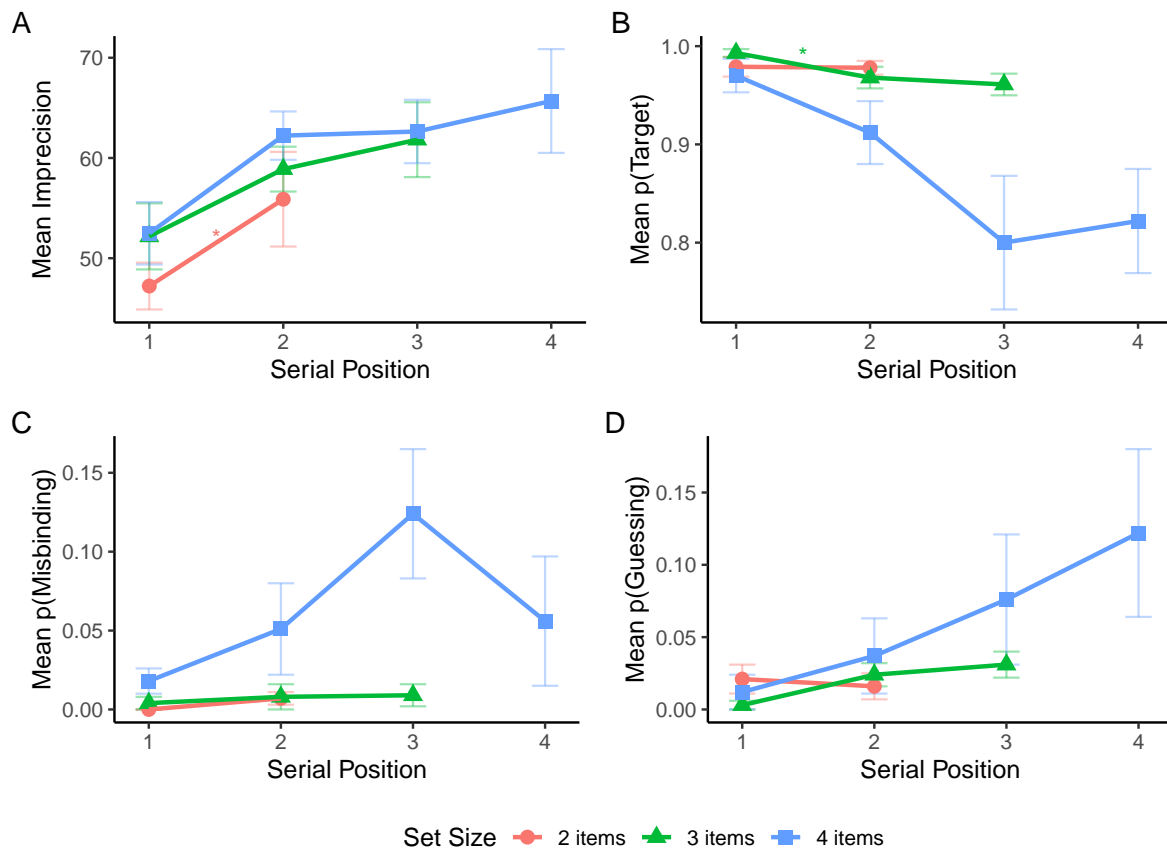 A
Mean Imprecision
70
60
50
*
1 2 3 4
Serial Position
B
Mean p(Target)
1.0
0.9
0.8
*
1 2 3 4
Serial Position
C
Mean p(Misbinding)
0.15
0.10
0.05
0.00
1 2 3 4
Serial Position
D
Mean p(Guessing)
0.15
0.10
0.05
0.00
1 2 3 4
Serial Position
Set Size 2 items 3 items 4 items